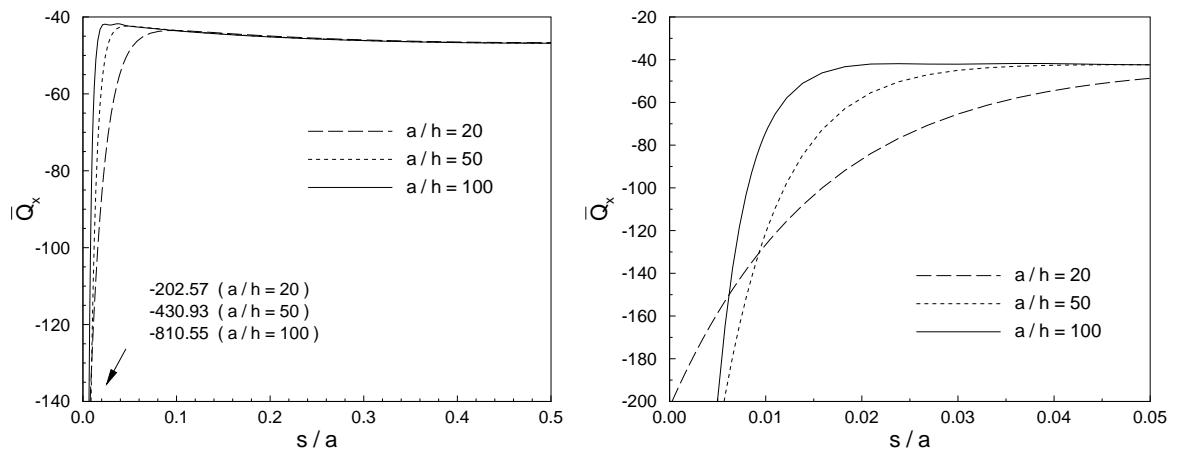 -40
-60
-80
-100
-120
-140
Q̅x
0.0
0.1
0.2
0.3
0.4
0.5
s / a
a / h = 20
a / h = 50
a / h = 100
-202.57 ( a / h = 20 )
-430.93 ( a / h = 50 )
-810.55 ( a / h = 100 )
-20
-40
-60
-80
-100
-120
-140
-160
-180
-200
Q̅x
0.00
0.01
0.02
0.03
0.04
0.05
s / a
a / h = 20
a / h = 50
a / h = 100